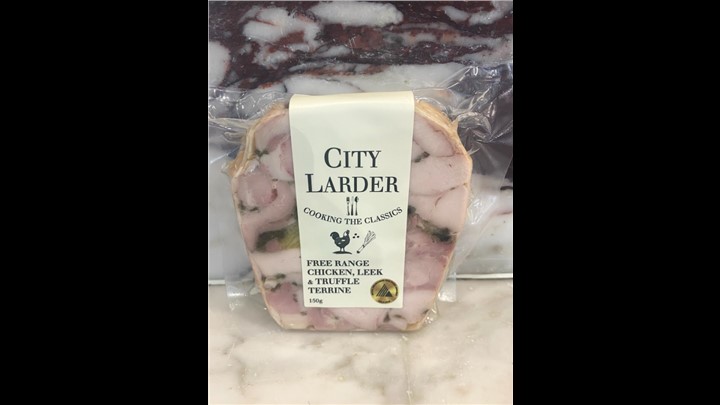 CITY
LARDER
COOKING THE CLASSICS
FREE RANGE
CHICKEN, LEEK
& TRUFFLE
TERRINE
150g